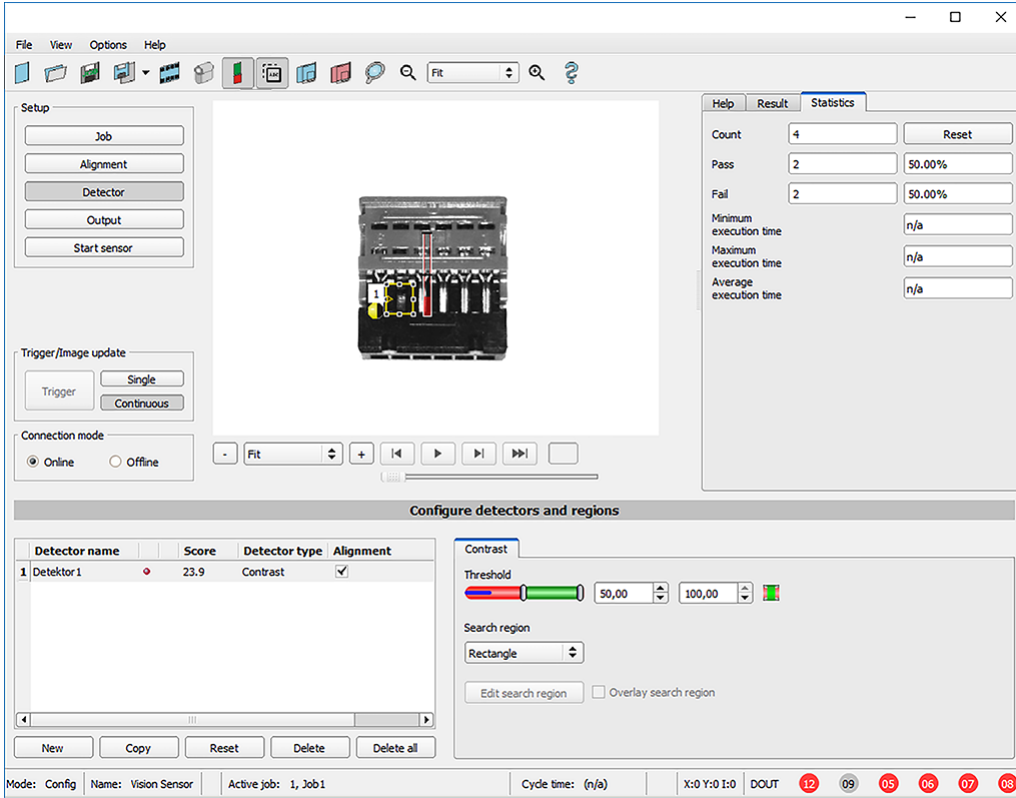 File View Options Help
ABC
Fit
Setup
Job
Alignment
Detector
Output
Start sensor
Trigger/Image update
Trigger
Single
Continuous
Connection mode
Online Offline
1
- Fit +
Help Result Statistics
Count 4 Reset
Pass 2 50.00%
Fail 2 50.00%
Minimum
execution time n/a
Maximum
execution time n/a
Average
execution time n/a
Configure detectors and regions
Detector name Score Detector type Alignment
1 Detektor1 23.9 Contrast
New Copy Reset Delete Delete all
Contrast
Threshold
50,00 100,00
Search region
Rectangle
Edit search region Overlay search region
Mode: Config Name: Vision Sensor Active job: 1, Job1 Cycle time: (n/a) X:0 Y:0 I:0 DOUT 12 09 05 06 07 08